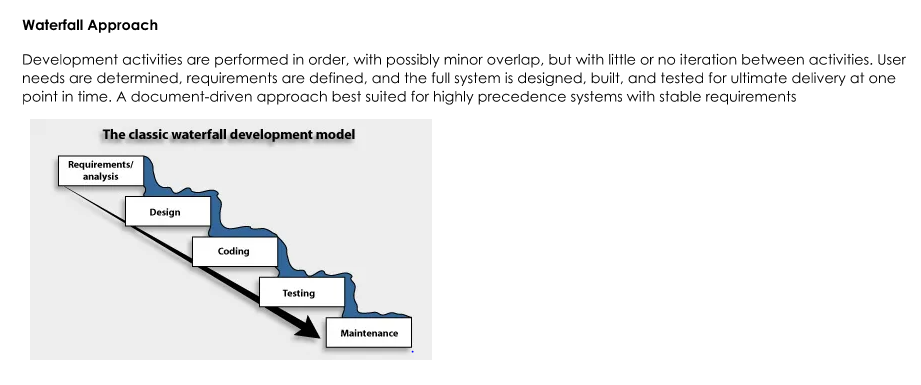 Waterfall Approach
Development activities are performed in order, with possibly minor overlap, but with little or no iteration between activities. User
needs are determined, requirements are defined, and the full system is designed, built, and tested for ultimate delivery at one
point in time. A document-driven approach best suited for highly precedence systems with stable requirements
The classic waterfall development model
Requirements/
analysis
Design
Coding
Testing
Maintenance